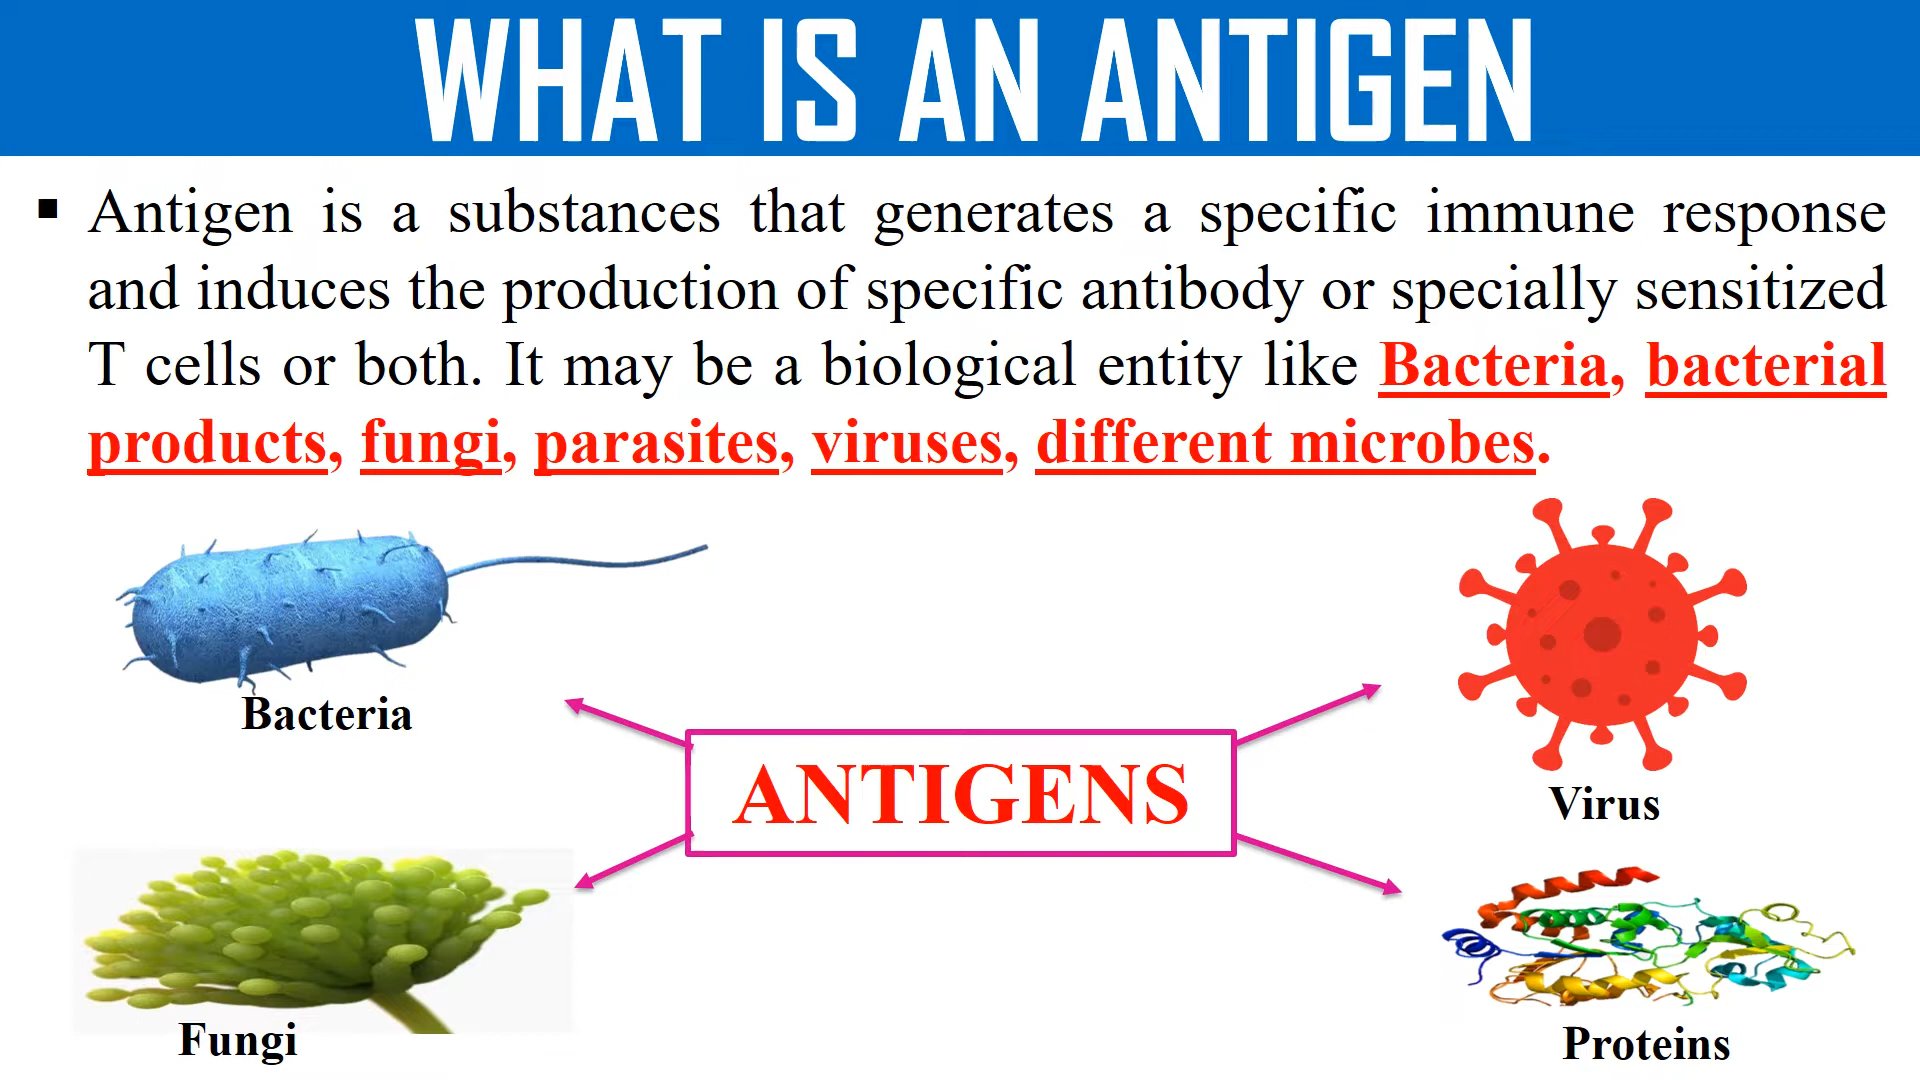 WHAT IS AN ANTIGEN
▪ Antigen is a substances that generates a specific immune response
and induces the production of specific antibody or specially sensitized
T cells or both. It may be a biological entity like Bacteria, bacterial
products, fungi, parasites, viruses, different microbes.
Bacteria
Virus
ANTIGENS
Fungi
Proteins